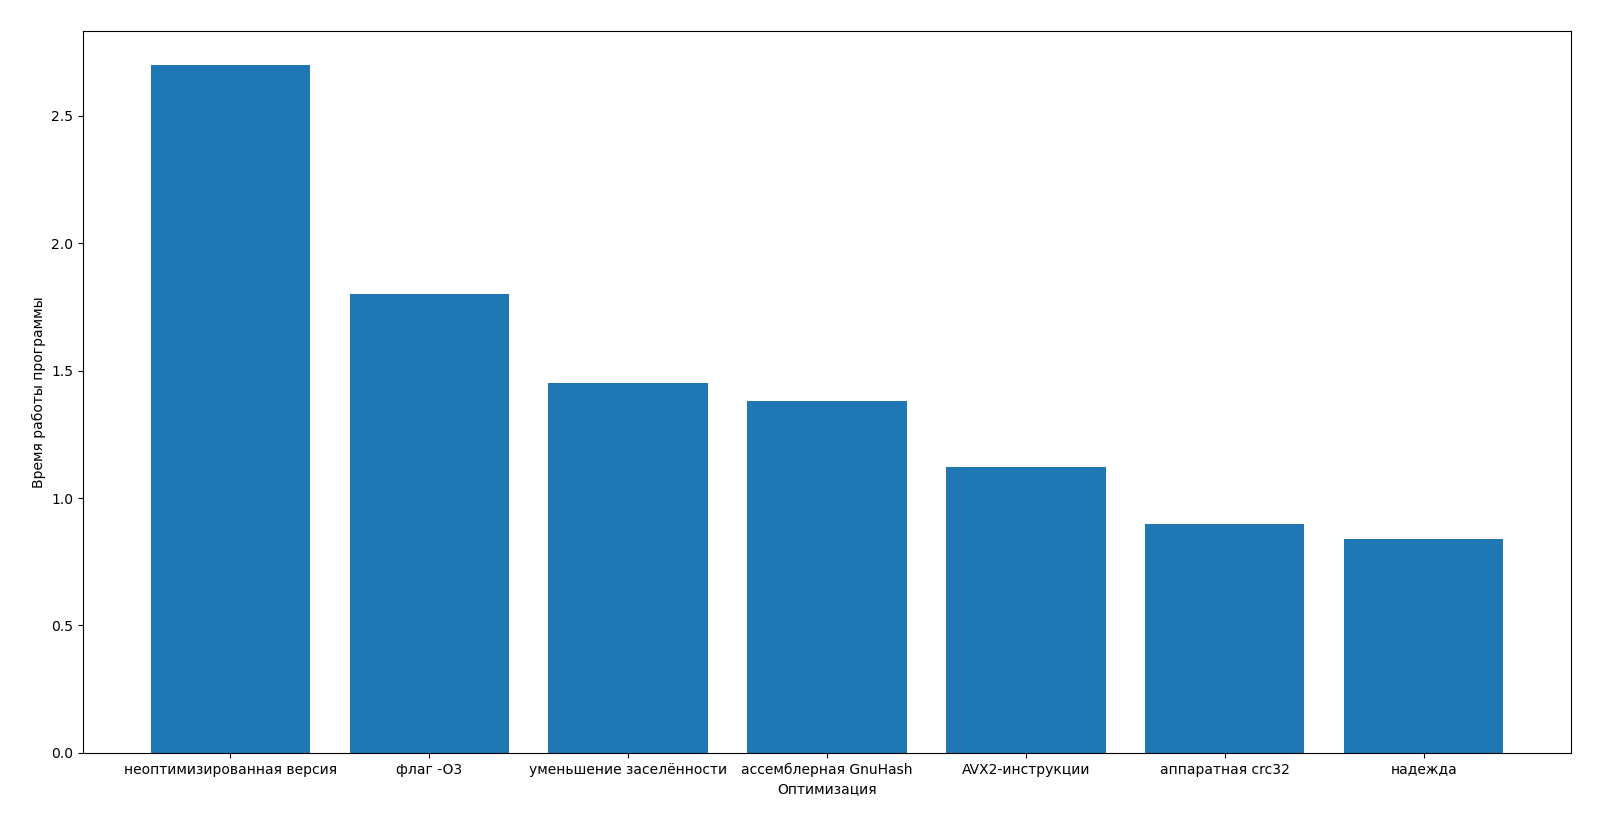 Время работы программы
2.5
2.0
1.5
1.0
0.5
0.0
неоптимизированная версия флаг -O3 уменьшение заселённости ассемблерная GnuHash AVX2-инструкции аппаратная crc32 надежда
Оптимизация